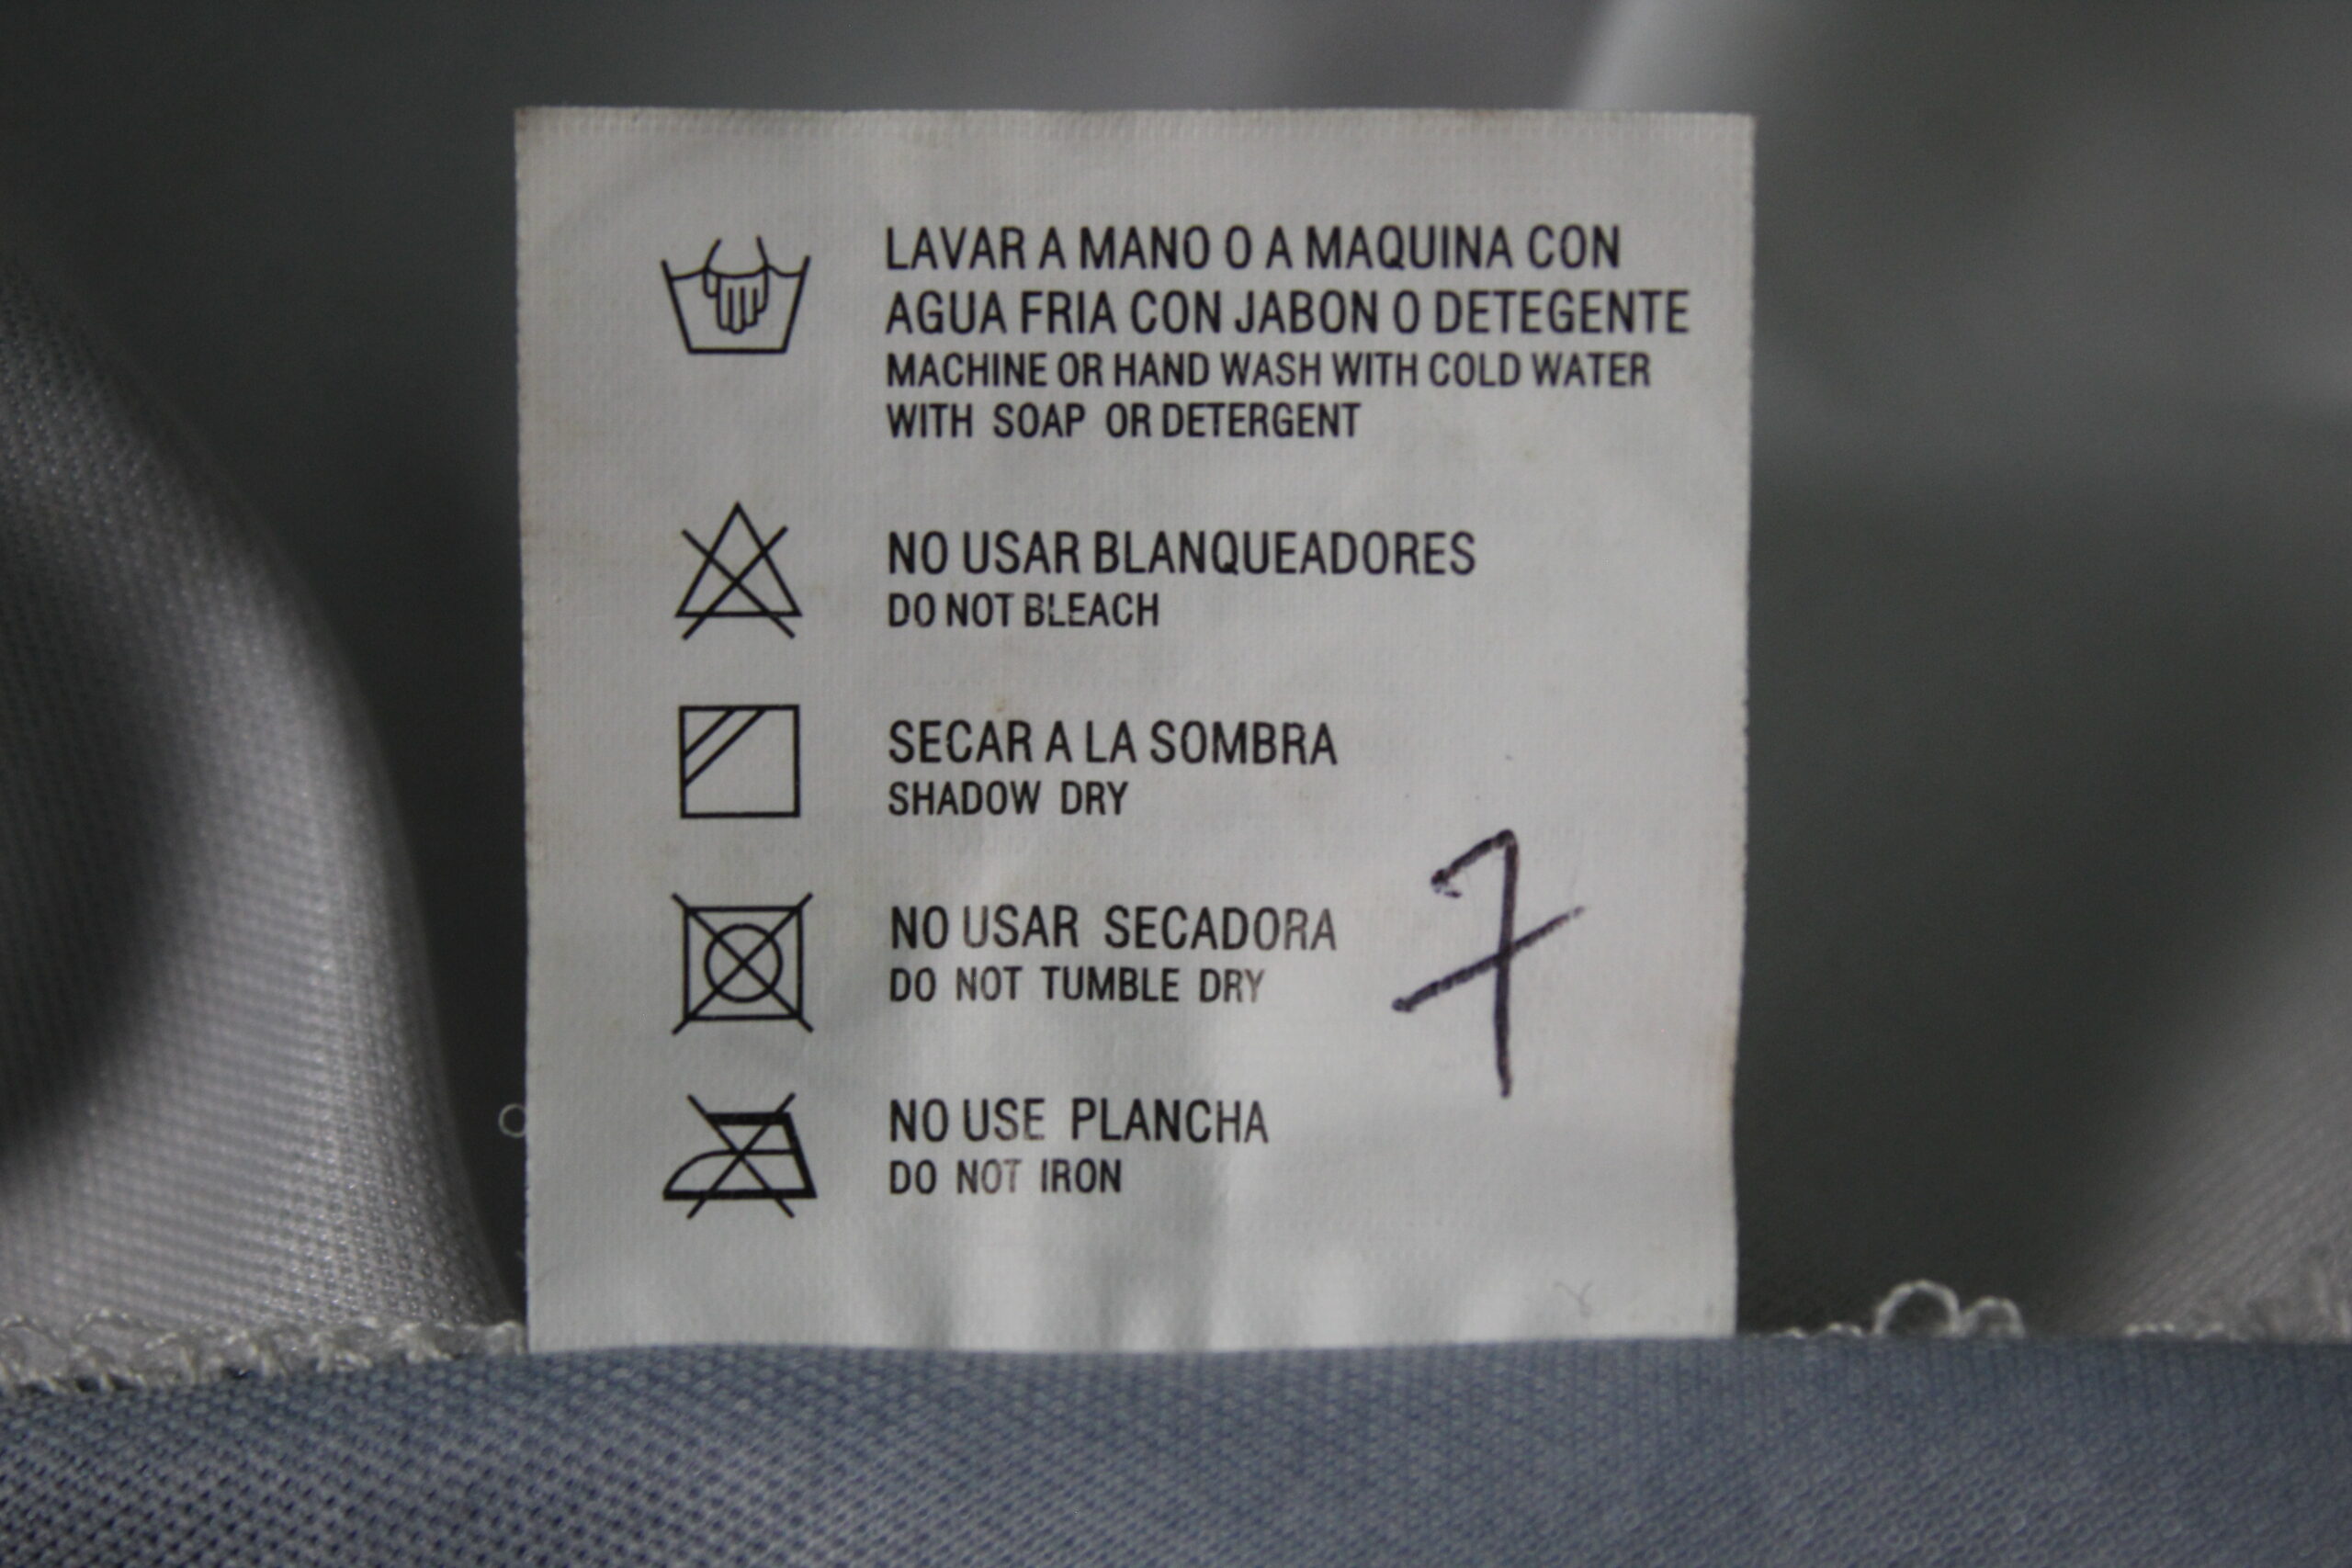 LAVAR A MANO O A MAQUINA CON
AGUA FRIA CON JABON O DETEGENTE
MACHINE OR HAND WASH WITH COLD WATER
WITH SOAP OR DETERGENT
NO USAR BLANQUEADORES
DO NOT BLEACH
SECAR A LA SOMBRA
SHADOW DRY
NO USAR SECADORA
DO NOT TUMBLE DRY
7
NO USE PLANCHA
DO NOT IRON